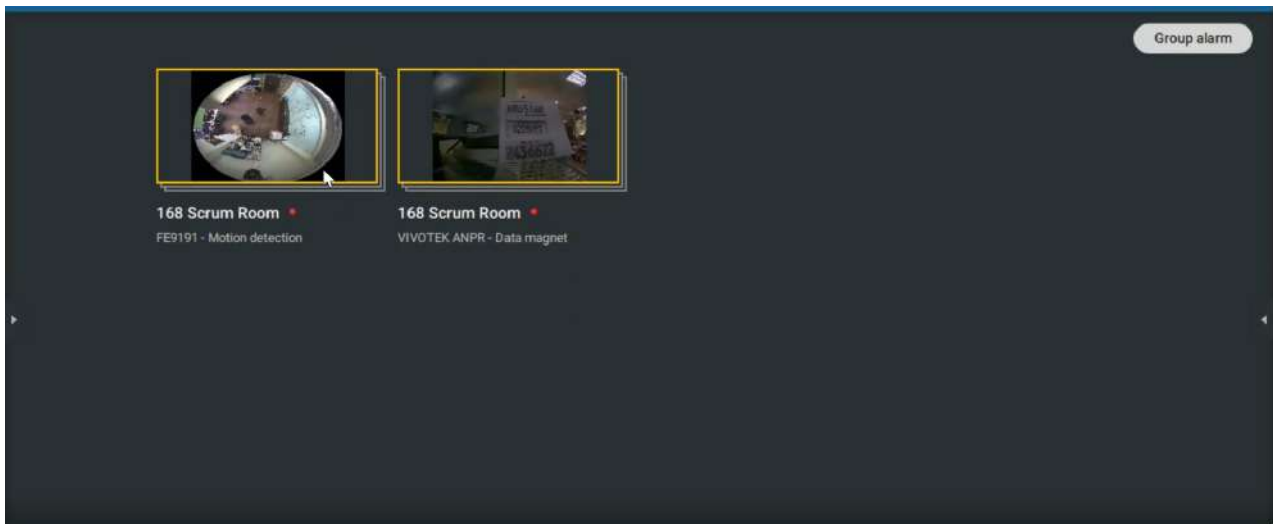 Group alarm
168 Scrum Room
FE9191 - Motion detection
168 Scrum Room
VIVOTEK ANPR - Data magnet